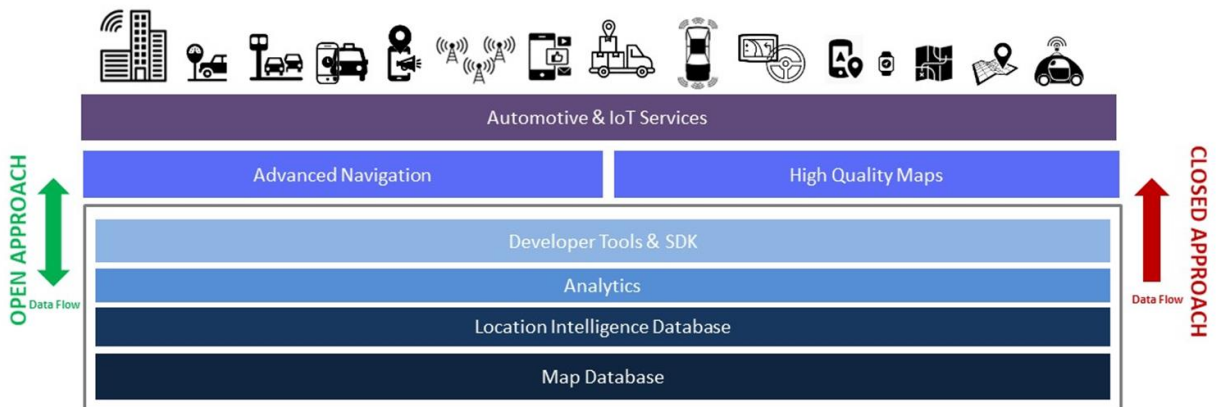 Automotive & IoT Services
Advanced Navigation
High Quality Maps
OPEN APPROACH
Data Flow
Developer Tools & SDK
Analytics
Location Intelligence Database
Map Database
CLOSED APPROACH
Data Flow